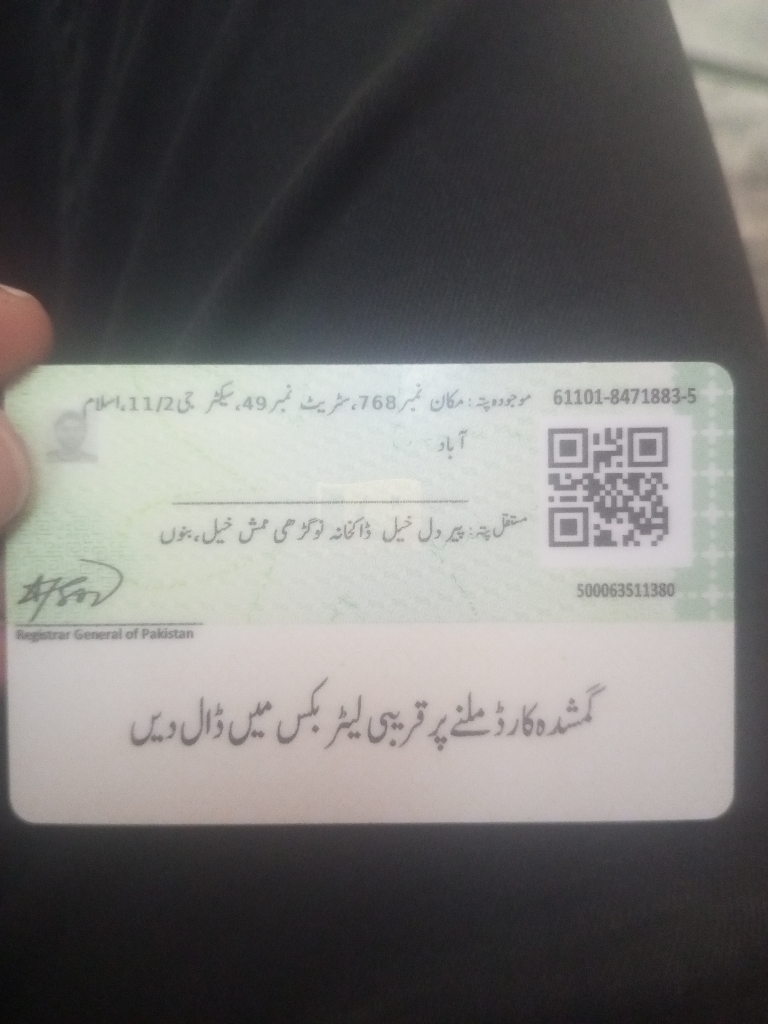 موجودہ پتہ: مکان نمبر 768، سٹریٹ نمبر 49، سیکٹر جی 11/2، اسلام
آباد
61101-8471883-5
مستقل پتہ: پیر دل خیل ڈاکخانہ نوگڑھی ممش خیل، بنوں
500063511380
Registrar General of Pakistan
گمشدہ کارڈ ملنے پر قریبی لیٹر بکس میں ڈال دیں